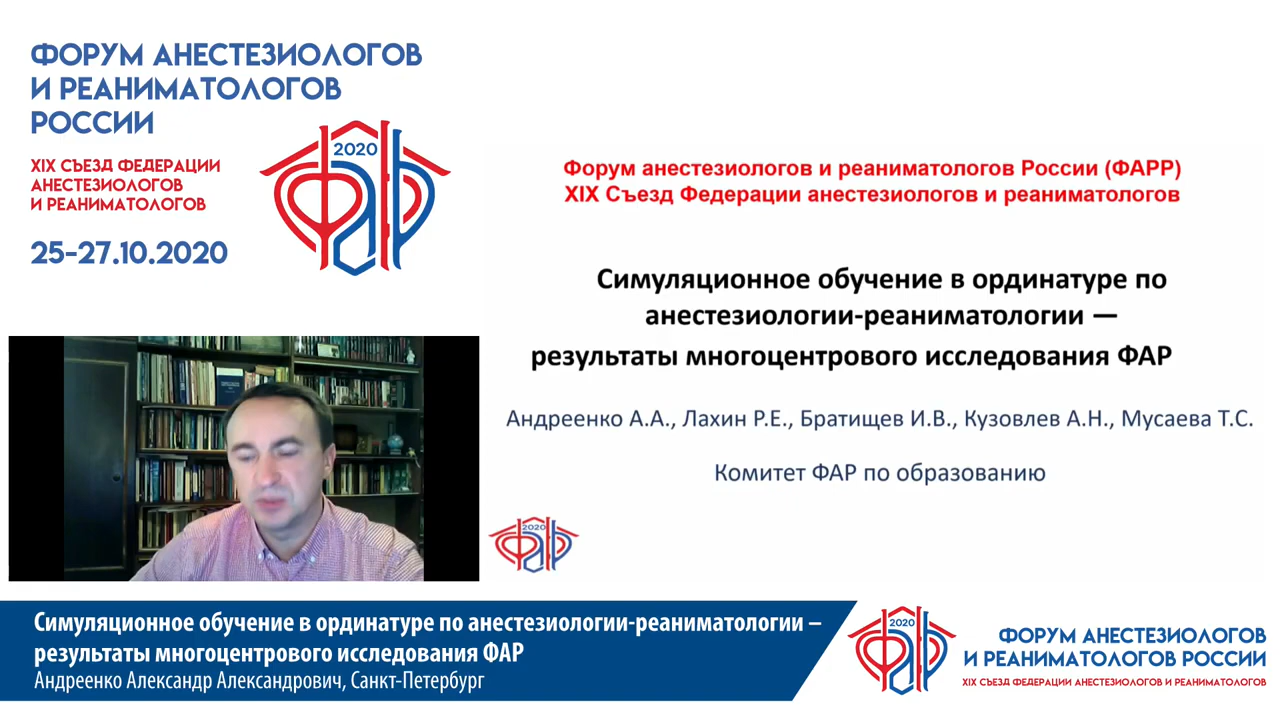 ФОРУМ АНЕСТЕЗИОЛОГОВ
И РЕАНИМАТОЛОГОВ
РОССИИ
XIX СЪЕЗД ФЕДЕРАЦИИ
АНЕСТЕЗИОЛОГОВ
И РЕАНИМАТОЛОГОВ
25-27.10.2020
2020
ФАР
Форум анестезиологов и реаниматологов России (ФАРР)
XIX Съезд Федерации анестезиологов и реаниматологов
Симуляционное обучение в ординатуре по
анестезиологии-реаниматологии —
результаты многоцентрового исследования ФАР
Андреенко А.А., Лахин Р.Е., Братищев И.В., Кузовлев А.Н., Мусаева Т.С.
Комитет ФАР по образованию
2020
ФАР
Симуляционное обучение в ординатуре по анестезиологии-реаниматологии –
результаты многоцентрового исследования ФАР
Андреенко Александр Александрович, Санкт-Петербург
2020
ФАР
ФОРУМ АНЕСТЕЗИОЛОГОВ
И РЕАНИМАТОЛОГОВ РОССИИ
XIX СЪЕЗД ФЕДЕРАЦИИ АНЕСТЕЗИОЛОГОВ И РЕАНИМАТОЛОГОВ